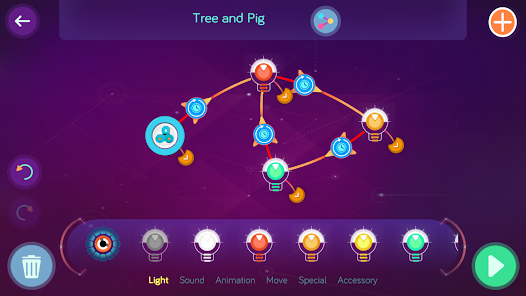 Tree and Pig
Light Sound Animation Move Special Accessory